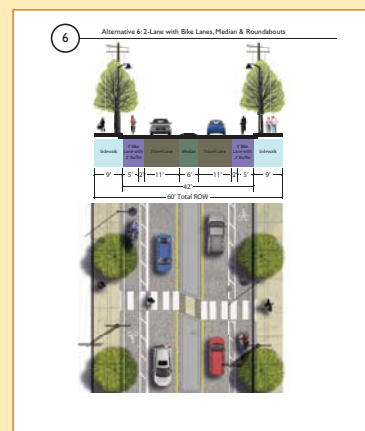 6
Alternative 6: 2-Lane with Bike Lanes, Median & Roundabouts
Sidewalk
5' Bike
Lane with
2' Buffer
Travel Lane
Median
Travel Lane
5' Bike
Lane with
2' Buffer
Sidewalk
9' 5' 2' 11' 6' 11' 2' 5' 9'
42'
60' Total ROW